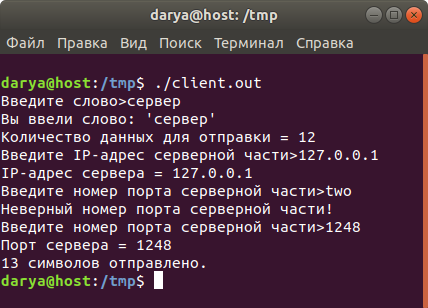 darya@host: /tmp
Файл Правка Вид Поиск Терминал Справка
darya@host:/tmp$ ./client.out
Введите слово>сервер
Вы ввели слово: 'сервер'
Количество данных для отправки = 12
Введите IP-адрес серверной части>127.0.0.1
IP-адрес сервера = 127.0.0.1
Введите номер порта серверной части>two
Неверный номер порта серверной части!
Введите номер порта серверной части>1248
Порт сервера = 1248
13 символов отправлено.
darya@host:/tmp$